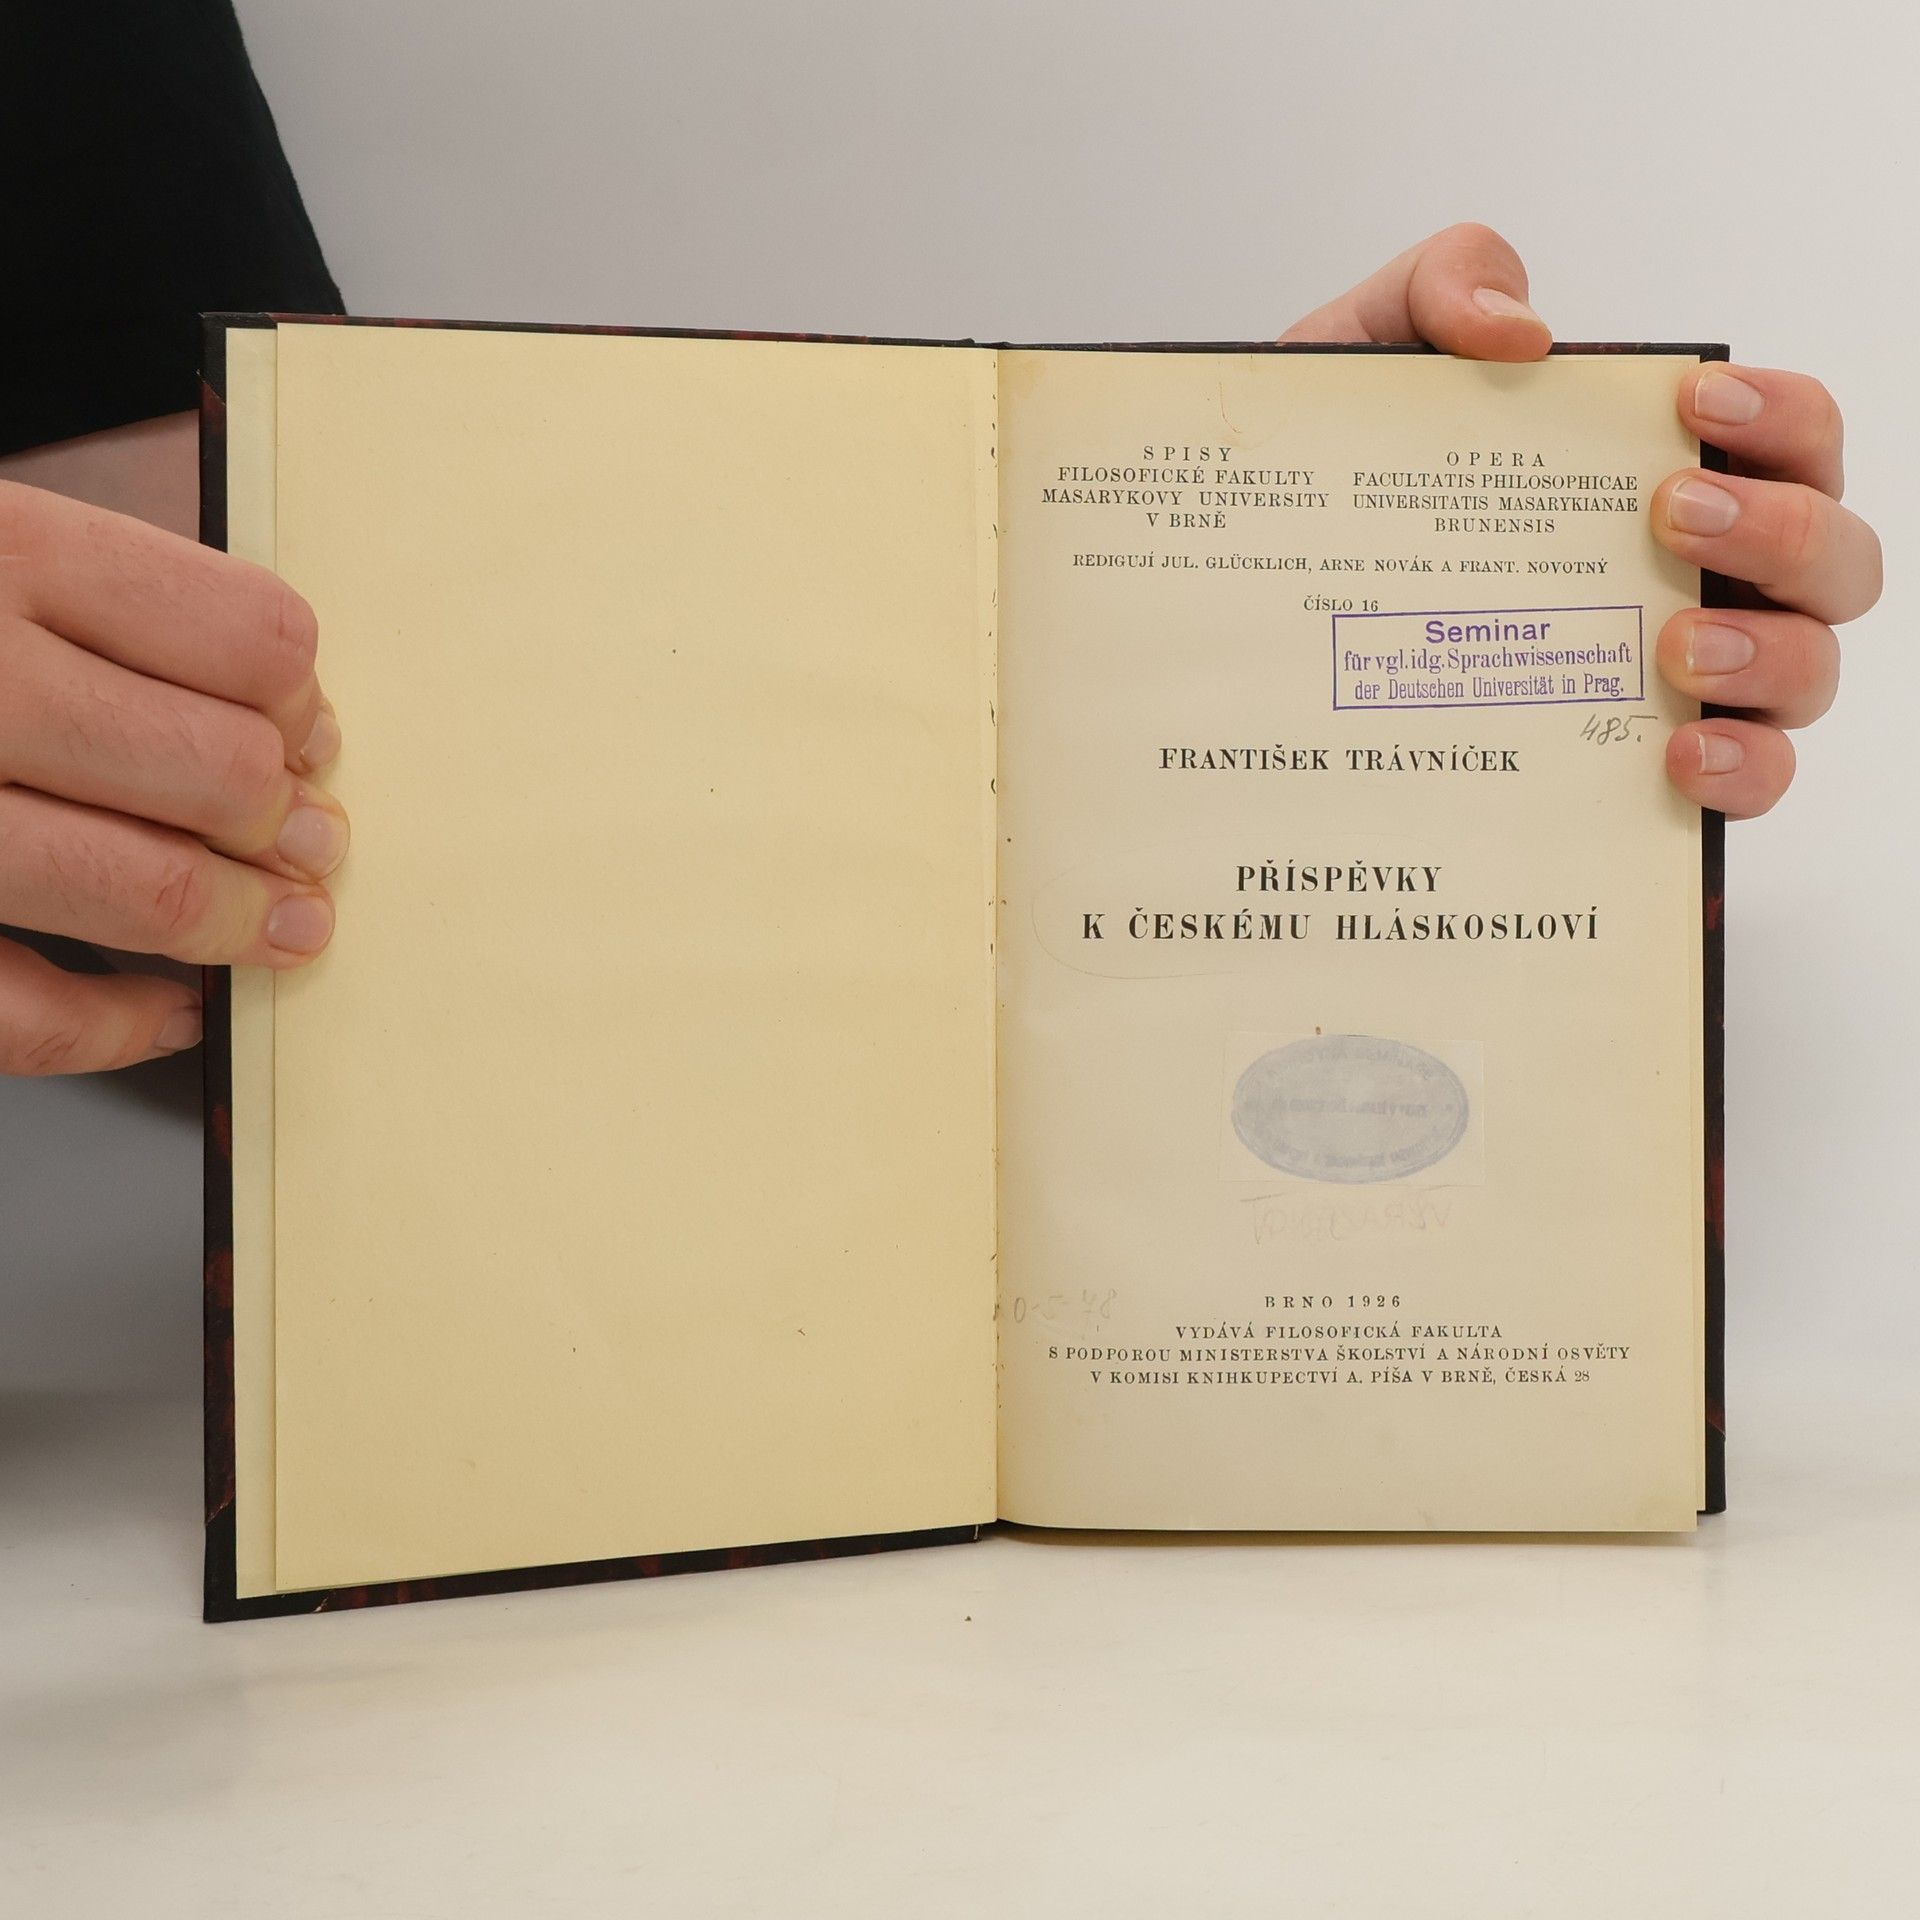 SPISY
FILOSOFICKÉ FAKULTY
MASARYKOVY UNIVERSITY
V BRNĚ
OPERA
FACULTATIS PHILOSOPHICAE
UNIVERSITATIS MASARYKIANAE
BRUNENSIS
REDIGUJÍ JUL. GLÜCKLICH, ARNE NOVÁK A FRANT. NOVOTNÝ
ČÍSLO 16
Seminar
für vgl. idg. Sprachwissenschaft
der Deutschen Universität in Prag.
485.
FRANTIŠEK TRÁVNÍČEK
PŘÍSPĚVKY
K ČESKÉMU HLÁSKOSLOVÍ
BRNO 1926
VYDÁVÁ FILOSOFICKÁ FAKULTA
S PODPOROU MINISTERSTVA ŠKOLSTVÍ A NÁRODNÍ OSVĚTY
V KOMISI KNIHKUPECTVÍ A. PÍŠA V BRNĚ, ČESKÁ 28